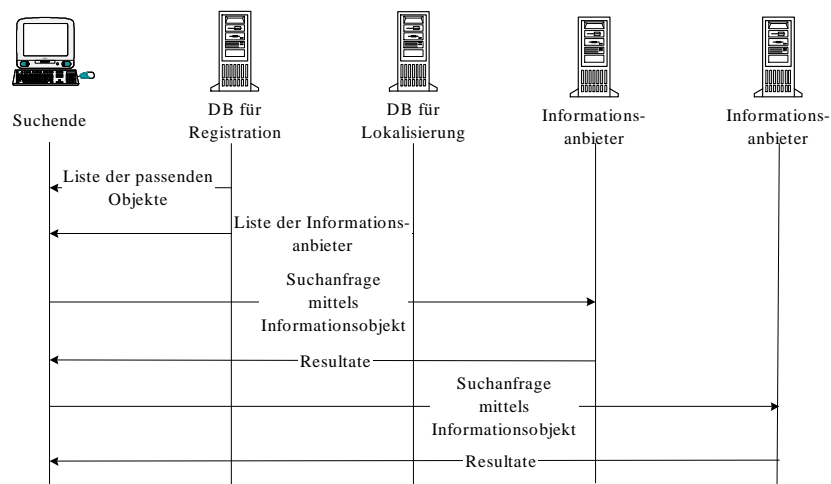 Suchende
DB für
Registration
DB für
Lokalisierung
Informations-
anbieter
Informations-
anbieter
Liste der passenden
Objekte
Liste der Informations-
anbieter
Suchanfrage
mittels
Informationsobjekt
Resultate
Suchanfrage
mittels
Informationsobjekt
Resultate